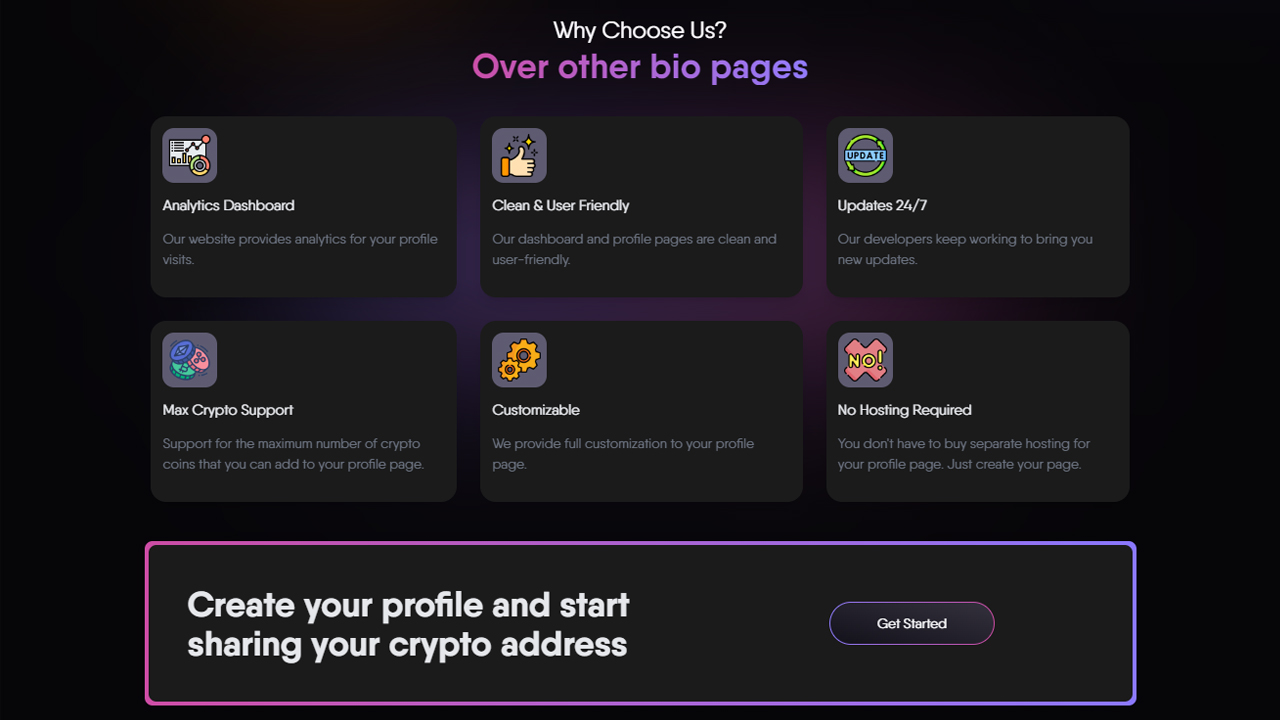 Why Choose Us?
Over other bio pages
Analytics Dashboard
Our website provides analytics for your profile
visits.
UPDATE
Clean & User Friendly
Our dashboard and profile pages are clean and
user-friendly.
Updates 24/7
Our developers keep working to bring you
new updates.
Max Crypto Support
Support for the maximum number of crypto
coins that you can add to your profile page.
Customizable
We provide full customization to your profile
page.
NO!
No Hosting Required
You don't have to buy separate hosting for
your profile page. Just create your page.
Create your profile and start
sharing your crypto address
Get Started